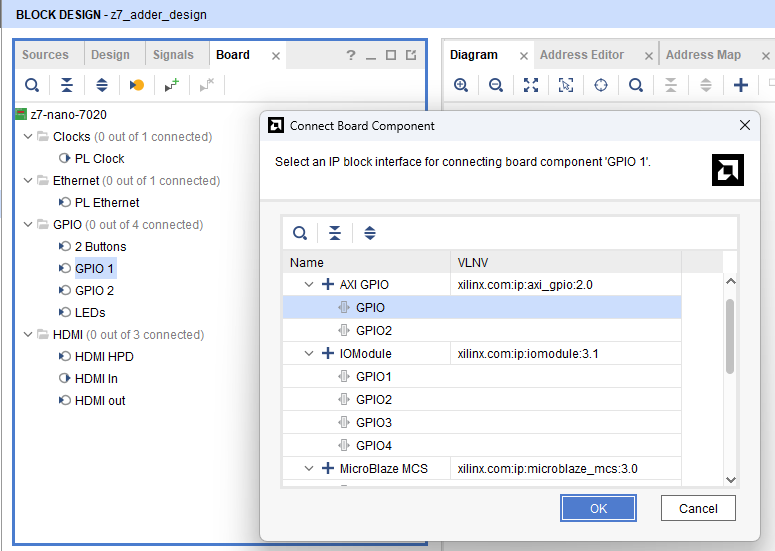 BLOCK DESIGN - z7_adder_design
Sources Design Signals Board × ? _
Diagram × Address Editor × Address Map ×
z7-nano-7020
Clocks (0 out of 1 connected)
PL Clock
Ethernet (0 out of 1 connected)
PL Ethernet
GPIO (0 out of 4 connected)
2 Buttons
GPIO 1
GPIO 2
LEDs
HDMI (0 out of 3 connected)
HDMI HPD
HDMI In
HDMI out
Connect Board Component
Select an IP block interface for connecting board component 'GPIO 1'.
Name VLNV
AXI GPIO xilinx.com:ip:axi_gpio:2.0
GPIO
GPIO2
IOModule xilinx.com:ip:iomodule:3.1
GPIO1
GPIO2
GPIO3
GPIO4
MicroBlaze MCS xilinx.com:ip:microblaze_mcs:3.0
OK Cancel